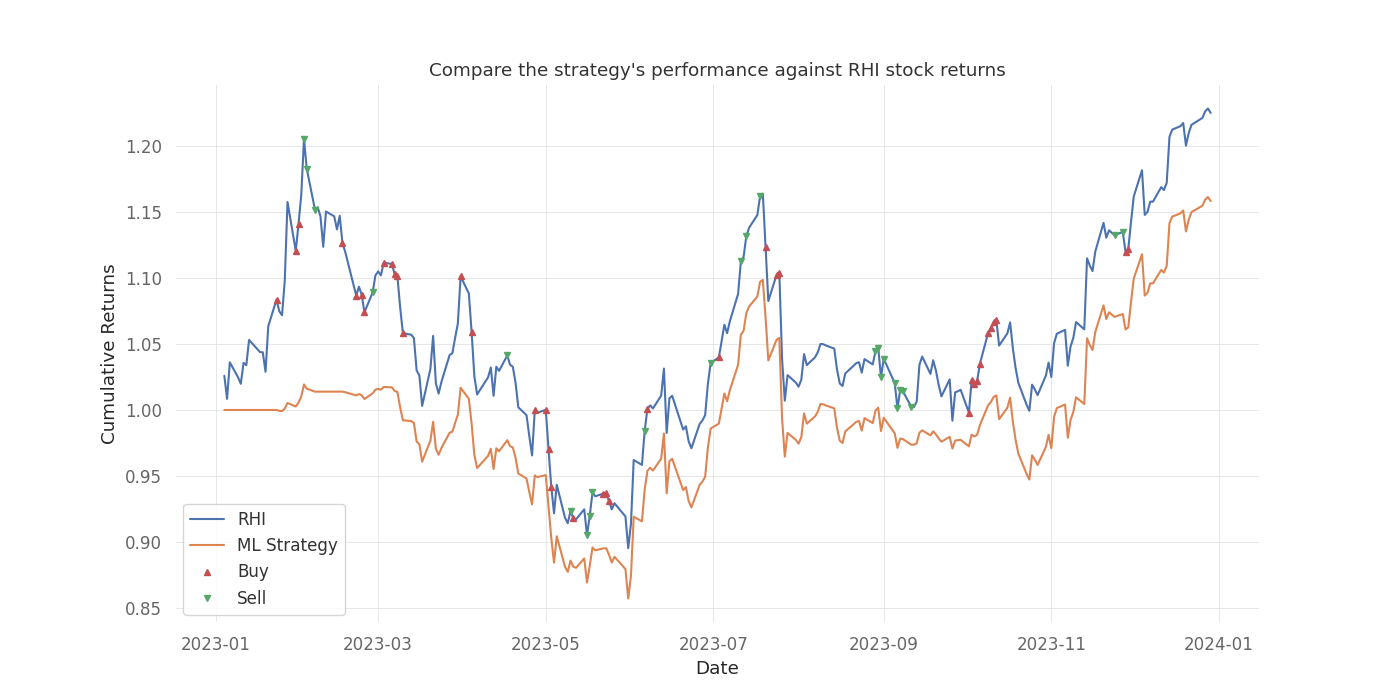 Compare the strategy's performance against RHI stock returns
Cumulative Returns
1.20
1.15
1.10
1.05
1.00
0.95
0.90
0.85
RHI
ML Strategy
Buy
Sell
2023-01
2023-03
2023-05
2023-07
2023-09
2023-11
2024-01
Date